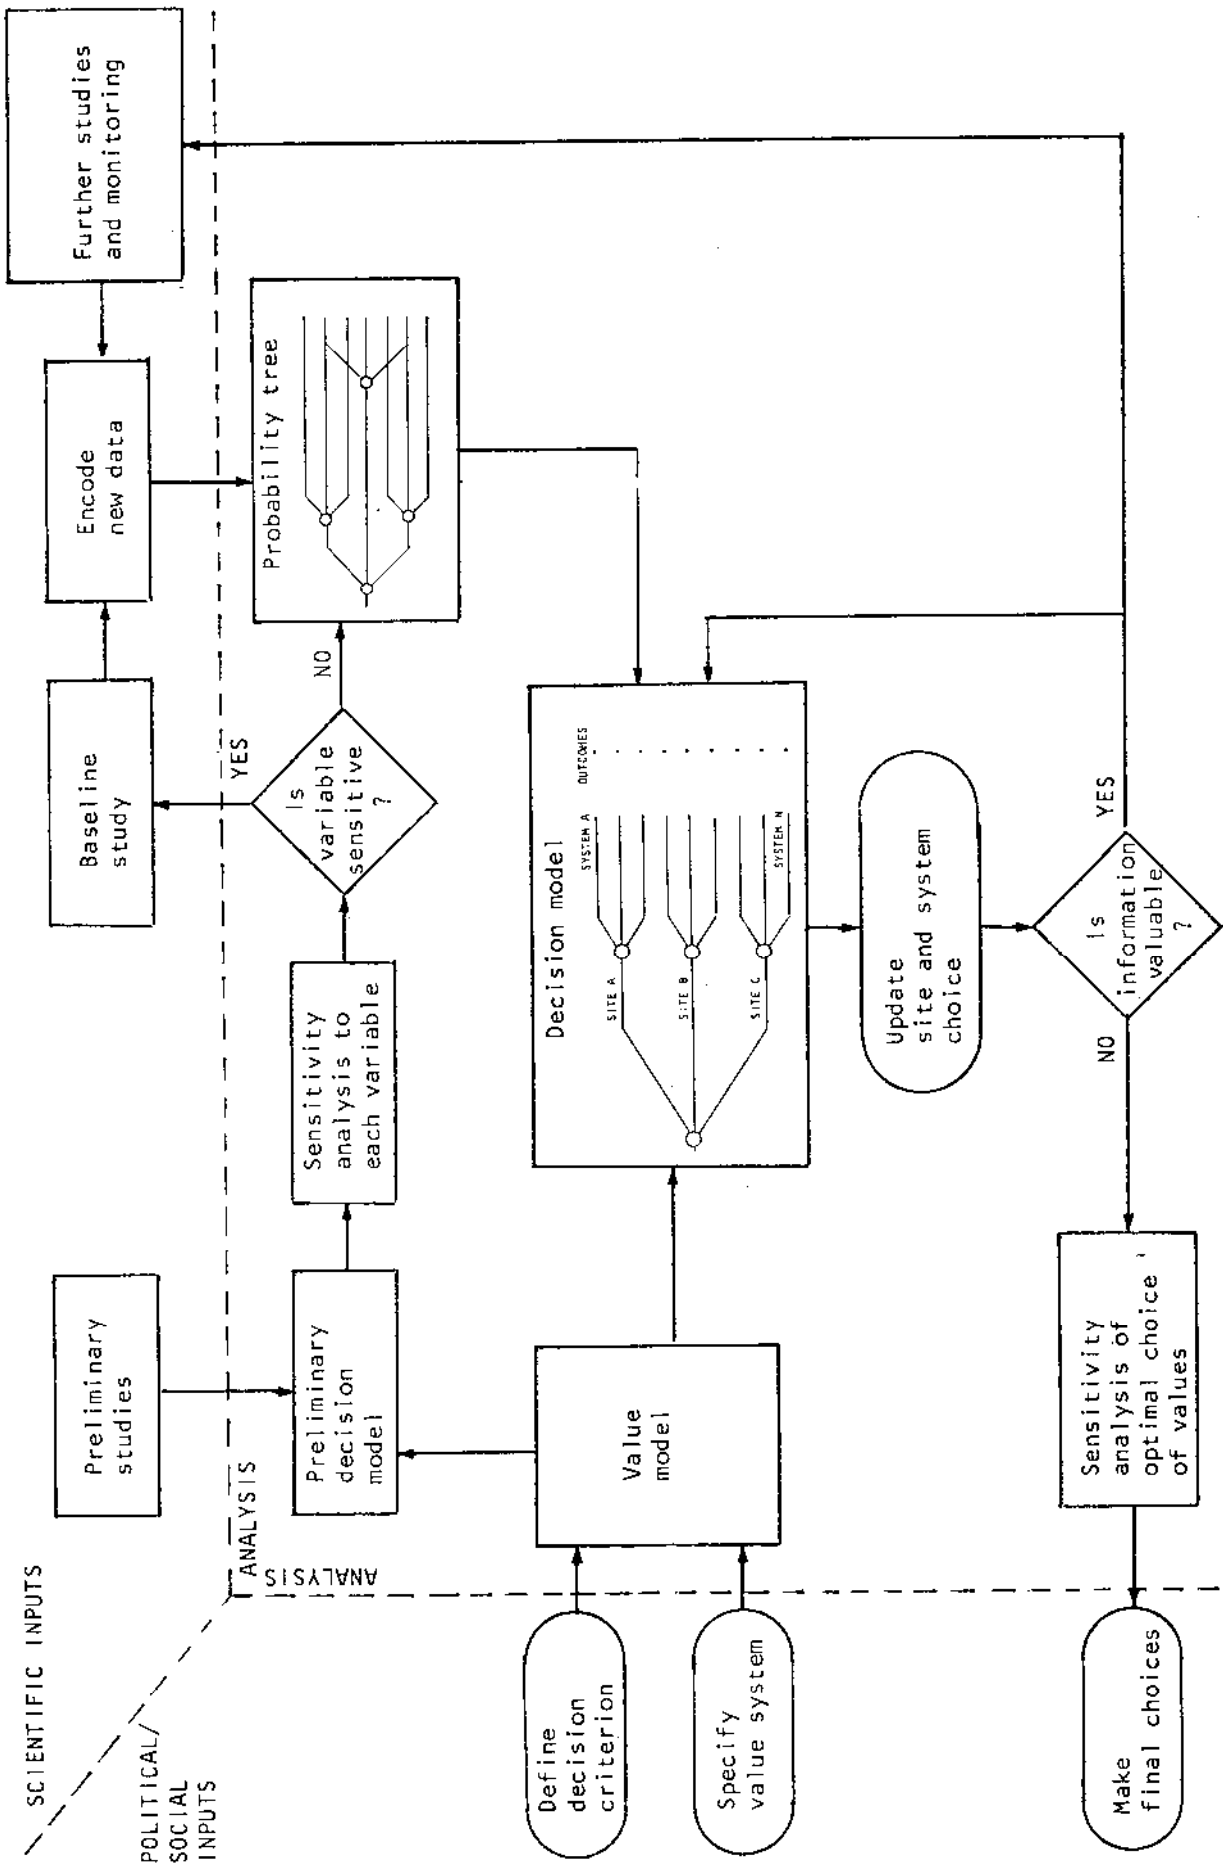 SCIENTIFIC INPUTS
POLITICAL/
SOCIAL
INPUTS
ANALYSIS
ANALYSIS
Preliminary
studies
Baseline
study
Encode
new data
Further studies
and monitoring
Preliminary
decision
model
Sensitivity
analysis to
each variable
Is
variable
sensitive
?
YES
NO
Probability tree
Define
decision
criterion
Specify
value system
Value
model
Decision model
SITE A
SITE B
SITE C
SYSTEM A
SYSTEM N
OUTCOMES
Update
site and system
choice
Is
information
valuable
?
YES
NO
Sensitivity
analysis of
optimal choice
of values
Make
final choices